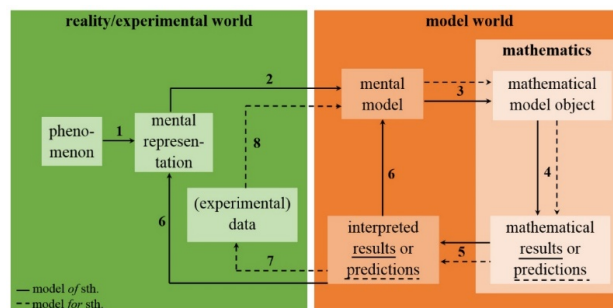 reality/experimental world
model world
mathematics
2
mental
model
3
mathematical
model object
pheno-
menon
1
mental
represen-
tation
8
4
6
(experimental)
data
6
interpreted
results or
predictions
5
mathematical
results or
predictions
7
model of sth.
model for sth.